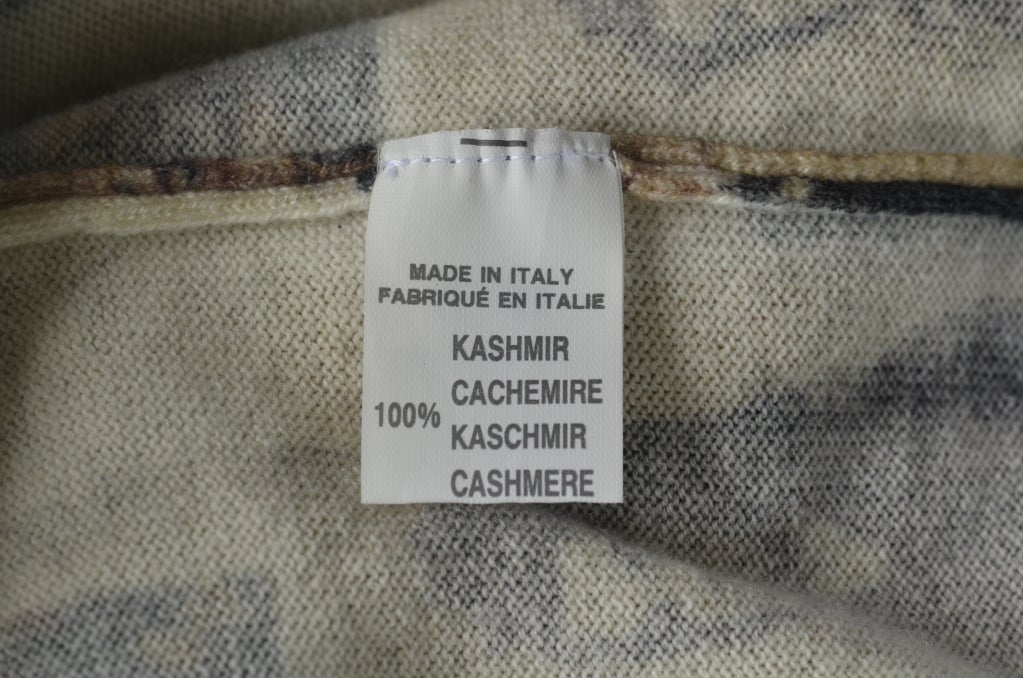 MADE IN ITALY
FABRIQUÉ EN ITALIE
KASHMIR
CACHEMIRE
100%
KASCHMIR
CASHMERE